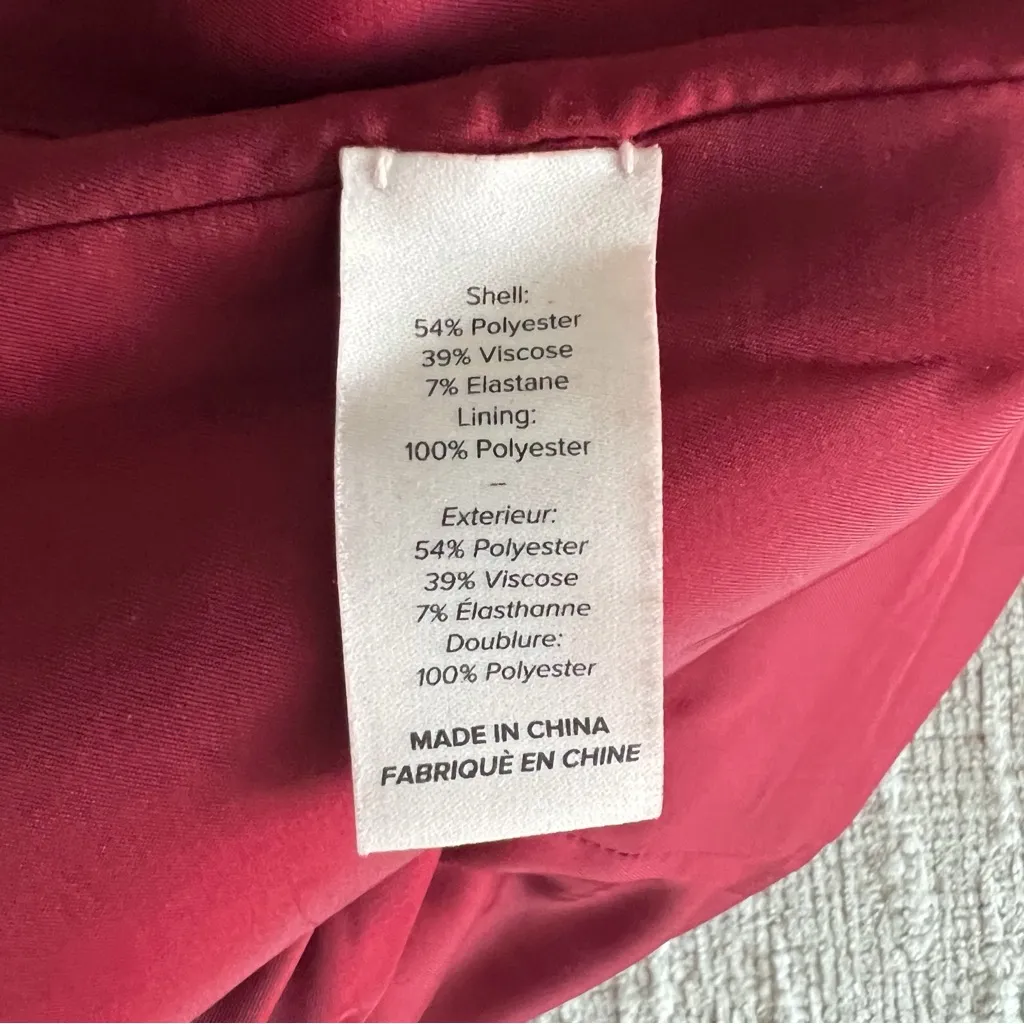 Shell:
54% Polyester
39% Viscose
7% Elastane
Lining:
100% Polyester
–
Exterieur:
54% Polyester
39% Viscose
7% Élasthanne
Doublure:
100% Polyester
MADE IN CHINA
FABRIQUÈ EN CHINE